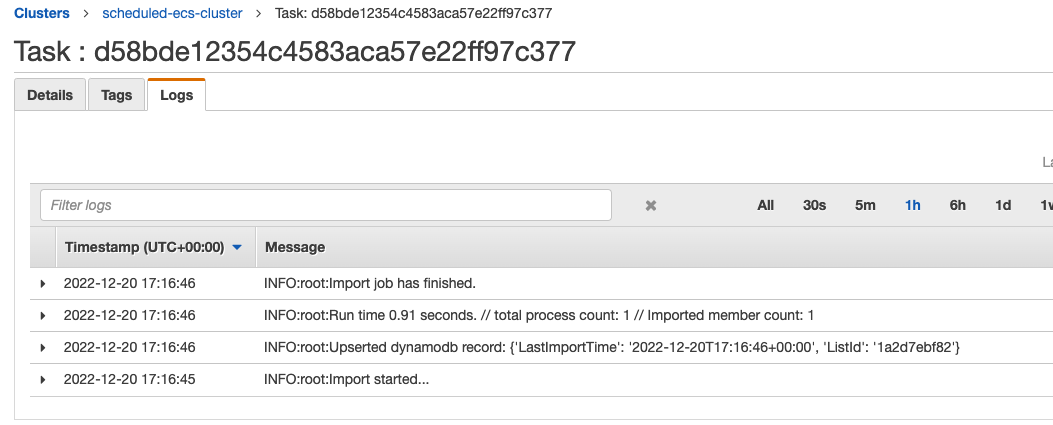 Clusters > scheduled-ecs-cluster > Task: d58bde12354c4583aca57e22ff97c377
Task : d58bde12354c4583aca57e22ff97c377
Details Tags Logs
Filter logs All 30s 5m 1h 6h 1d
Timestamp (UTC+00:00) Message
2022-12-20 17:16:46 INFO:root:Import job has finished.
2022-12-20 17:16:46 INFO:root:Run time 0.91 seconds. // total process count: 1 // Imported member count: 1
2022-12-20 17:16:46 INFO:root:Upserted dynamodb record: {'LastImportTime': '2022-12-20T17:16:46+00:00', 'ListId': '1a2d7ebf82'}
2022-12-20 17:16:45 INFO:root:Import started...